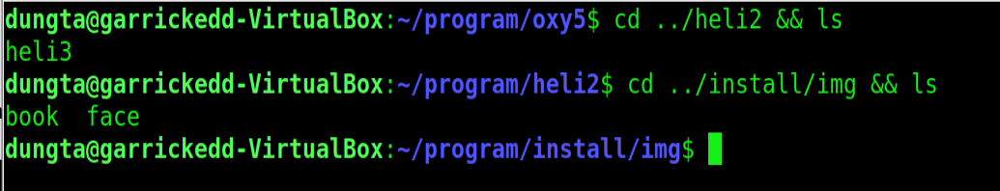 dungta@garrickedd-VirtualBox:~/program/oxy5$ cd ../heli2 && ls
heli3
dungta@garrickedd-VirtualBox:~/program/heli2$ cd ../install/img && ls
book  face
dungta@garrickedd-VirtualBox:~/program/install/img$